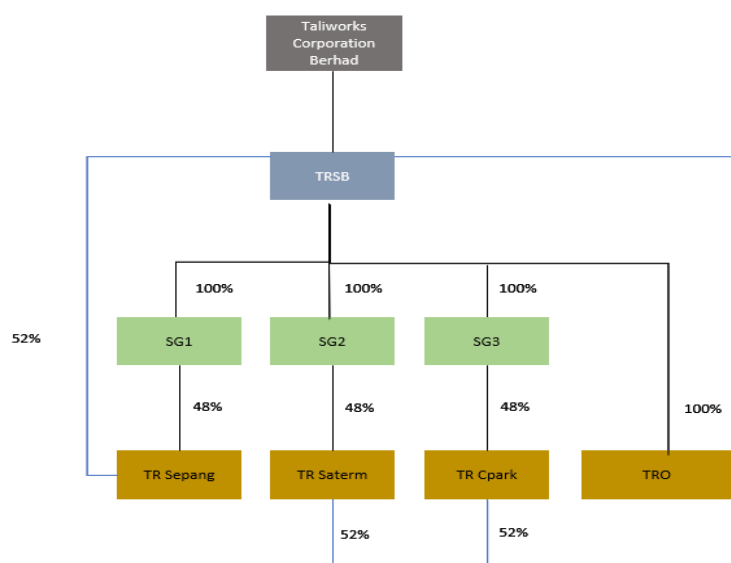 Taliworks
Corporation
Berhad
TRSB
100%
100%
100%
52%
SG1
SG2
SG3
48%
48%
48%
100%
TR Sepang
TR Saterm
TR Cpark
TRO
52%
52%